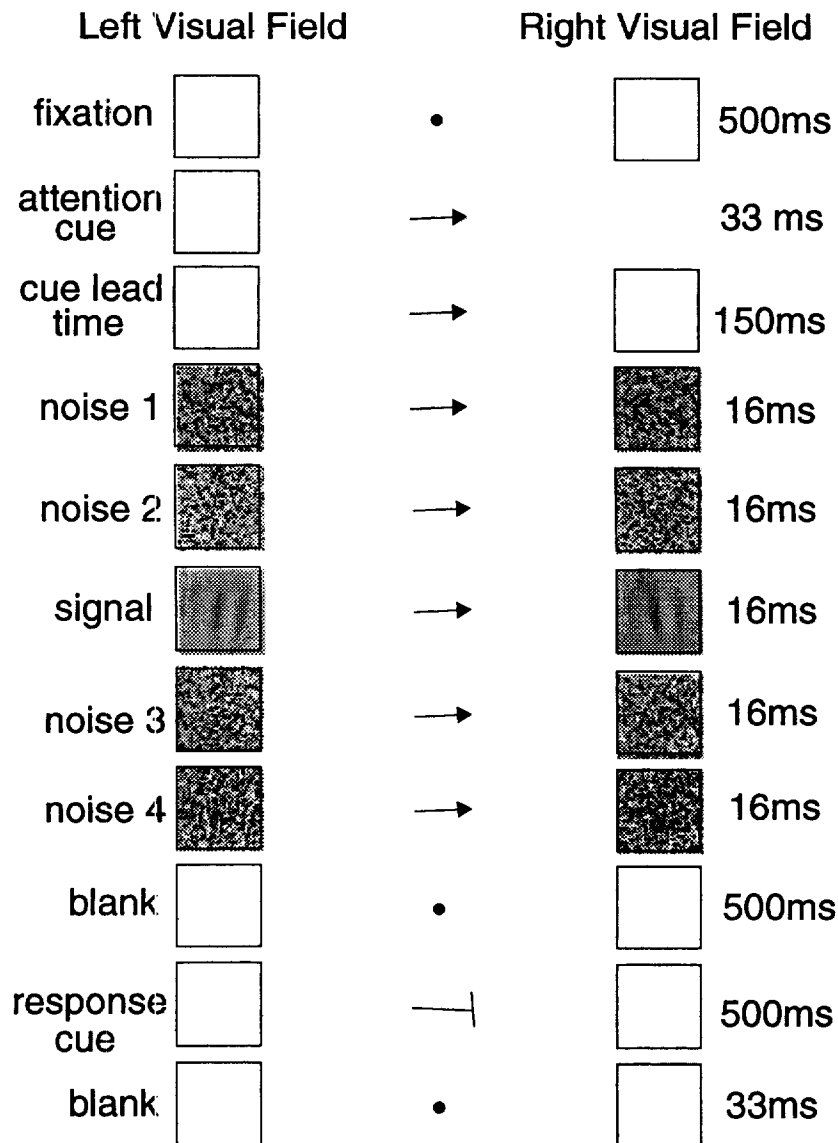 Left Visual Field Right Visual Field
fixation 500ms
attention
cue 33 ms
cue lead
time 150ms
noise 1 16ms
noise 2 16ms
signal 16ms
noise 3 16ms
noise 4 16ms
blank 500ms
response
cue 500ms
blank 33ms